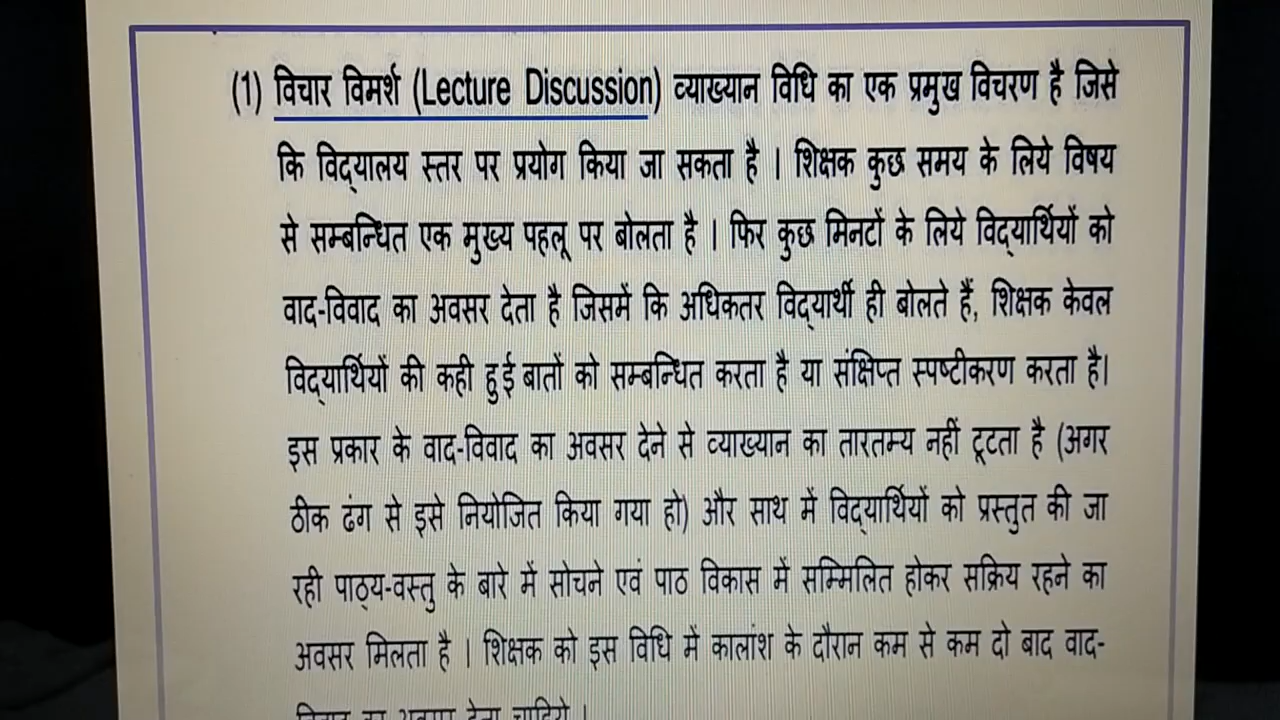 (1) विचार विमर्श (Lecture Discussion) व्याख्यान विधि का एक प्रमुख विचरण है जिसे
कि विद्यालय स्तर पर प्रयोग किया जा सकता है । शिक्षक कुछ समय के लिये विषय
से सम्बन्धित एक मुख्य पहलू पर बोलता है । फिर कुछ मिनटों के लिये विद्यार्थियों को
वाद-विवाद का अवसर देता है जिसमें कि अधिकतर विद्यार्थी ही बोलते हैं, शिक्षक केवल
विद्यार्थियों की कही हुई बातों को सम्बन्धित करता है या संक्षिप्त स्पष्टीकरण करता है।
इस प्रकार के वाद-विवाद का अवसर देने से व्याख्यान का तारतम्य नहीं टूटता है (अगर
ठीक ढंग से इसे नियोजित किया गया हो) और साथ में विद्यार्थियों को प्रस्तुत की जा
रही पाठ्य-वस्तु के बारे में सोचने एवं पाठ विकास में सम्मिलित होकर सक्रिय रहने का
अवसर मिलता है । शिक्षक को इस विधि में कालांश के दौरान कम से कम दो बाद वाद-
विवाद का अवसर देना चाहिये ।